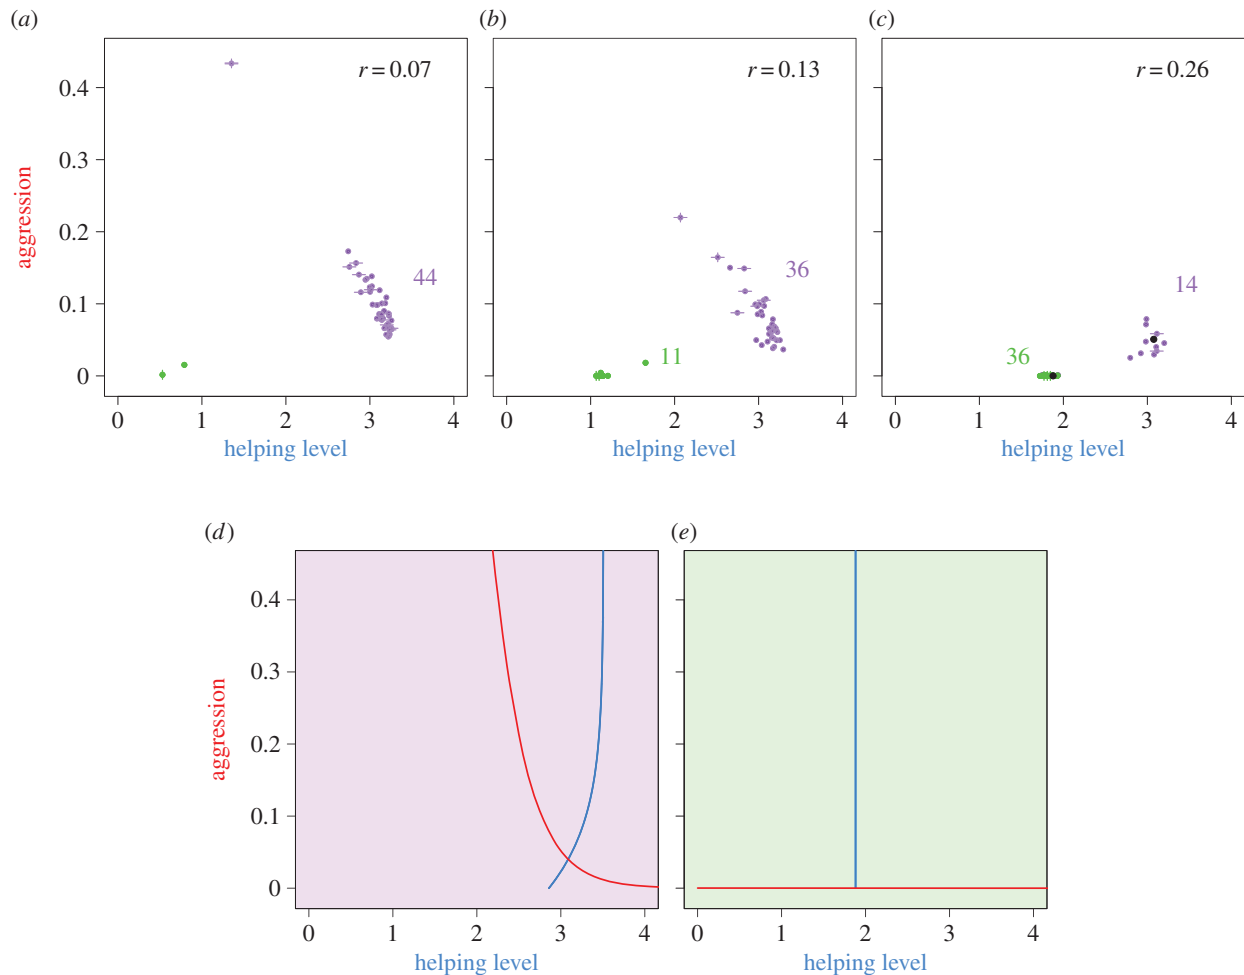 (a)
r = 0.07
0.4
0.3
0.2
0.1
0
aggression
44
0 1 2 3 4
helping level
(b)
r = 0.13
36
11
0 1 2 3 4
helping level
(c)
r = 0.26
14
36
0 1 2 3 4
helping level
(d)
0.4
0.3
0.2
0.1
0
aggression
0 1 2 3 4
helping level
(e)
0 1 2 3 4
helping level